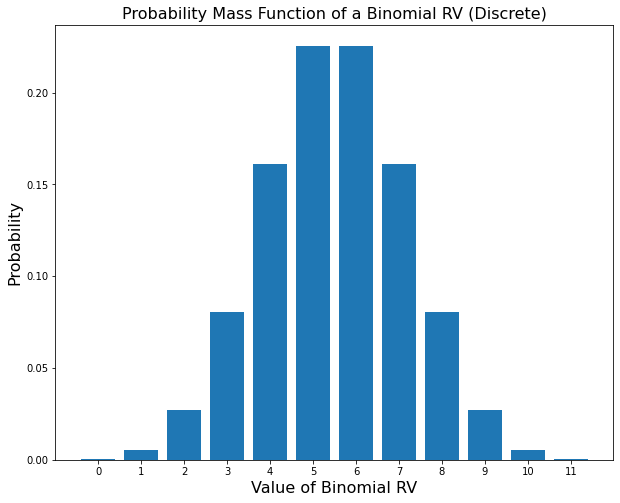 Probability Mass Function of a Binomial RV (Discrete)
0.20
0.15
0.10
0.05
0.00
Probability
0 1 2 3 4 5 6 7 8 9 10 11
Value of Binomial RV